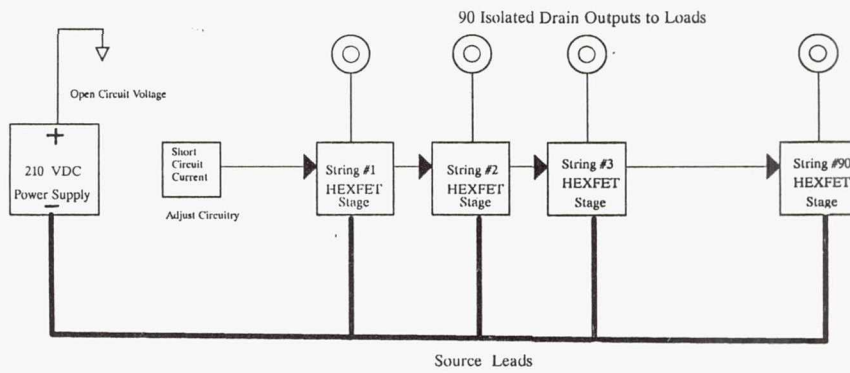 90 Isolated Drain Outputs to Loads
Open Circuit Voltage
+
210 VDC
Power Supply
−
Short
Circuit
Current
Adjust Circuitry
String #1
HEXFET
Stage
String #2
HEXFET
Stage
String #3
HEXFET
Stage
String #90
HEXFET
Stage
Source Leads